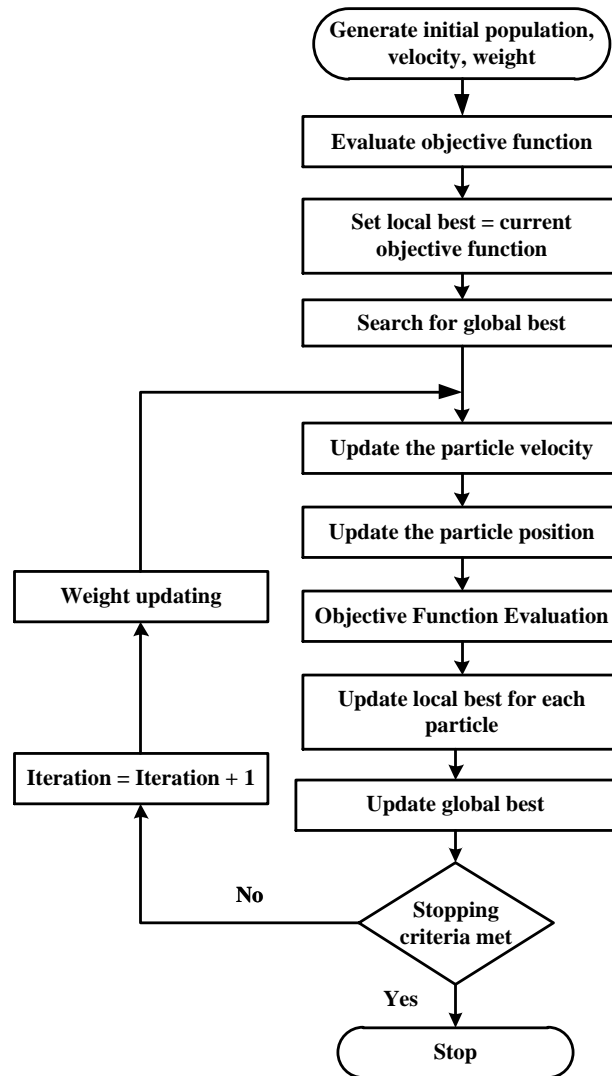 Generate initial population,
velocity, weight
Evaluate objective function
Set local best = current
objective function
Search for global best
Update the particle velocity
Update the particle position
Weight updating
Objective Function Evaluation
Update local best for each
particle
Iteration = Iteration + 1
Update global best
No
Stopping
criteria met
Yes
Stop